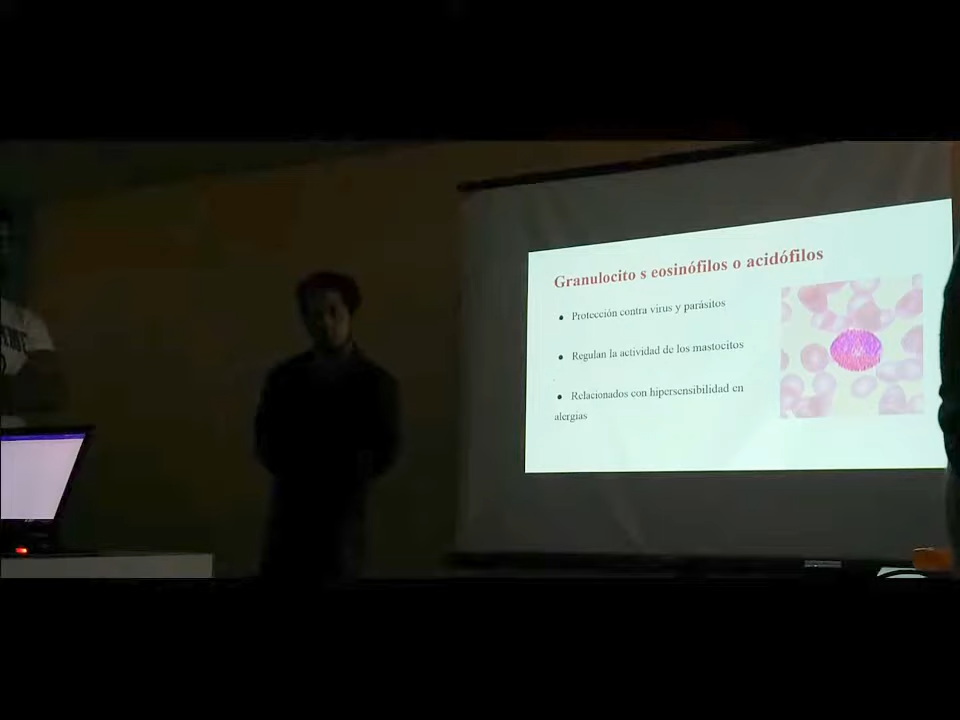 Granulocito s eosinófilos o acidófilos
● Protección contra virus y parásitos
● Regulan la actividad de los mastocitos
● Relacionados con hipersensibilidad en
alergias